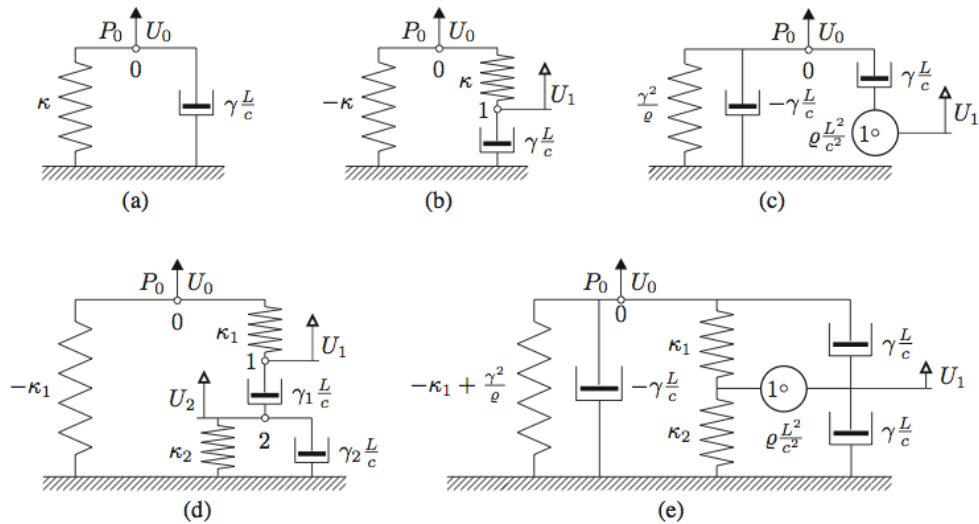 P₀ U₀
0
κ
γ L/c
(a)
P₀ U₀
0
−κ
κ
1
U₁
γ L/c
(b)
P₀ U₀
0
γ²/ϱ
−γ L/c
γ L/c
ϱ L²/c²
1
U₁
(c)
P₀ U₀
0
−κ₁
κ₁
1
U₁
γ₁ L/c
U₂
2
κ₂
γ₂ L/c
(d)
P₀ U₀
0
−κ₁ + γ²/ϱ
−γ L/c
κ₁
γ L/c
1
U₁
κ₂
ϱ L²/c²
γ L/c
(e)